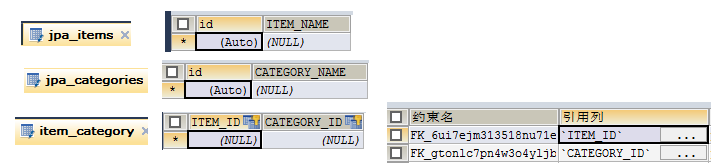 jpa_items
id ITEM_NAME
* (Auto) (NULL)
jpa_categories
id CATEGORY_NAME
* (Auto) (NULL)
item_category
ITEM_ID CATEGORY_ID
* (NULL) (NULL)
约束名 引用列
FK_6ui7ejm313518nu71e `ITEM_ID` ...
FK_gtonlc7pn4w3o4yljb `CATEGORY_ID` ...